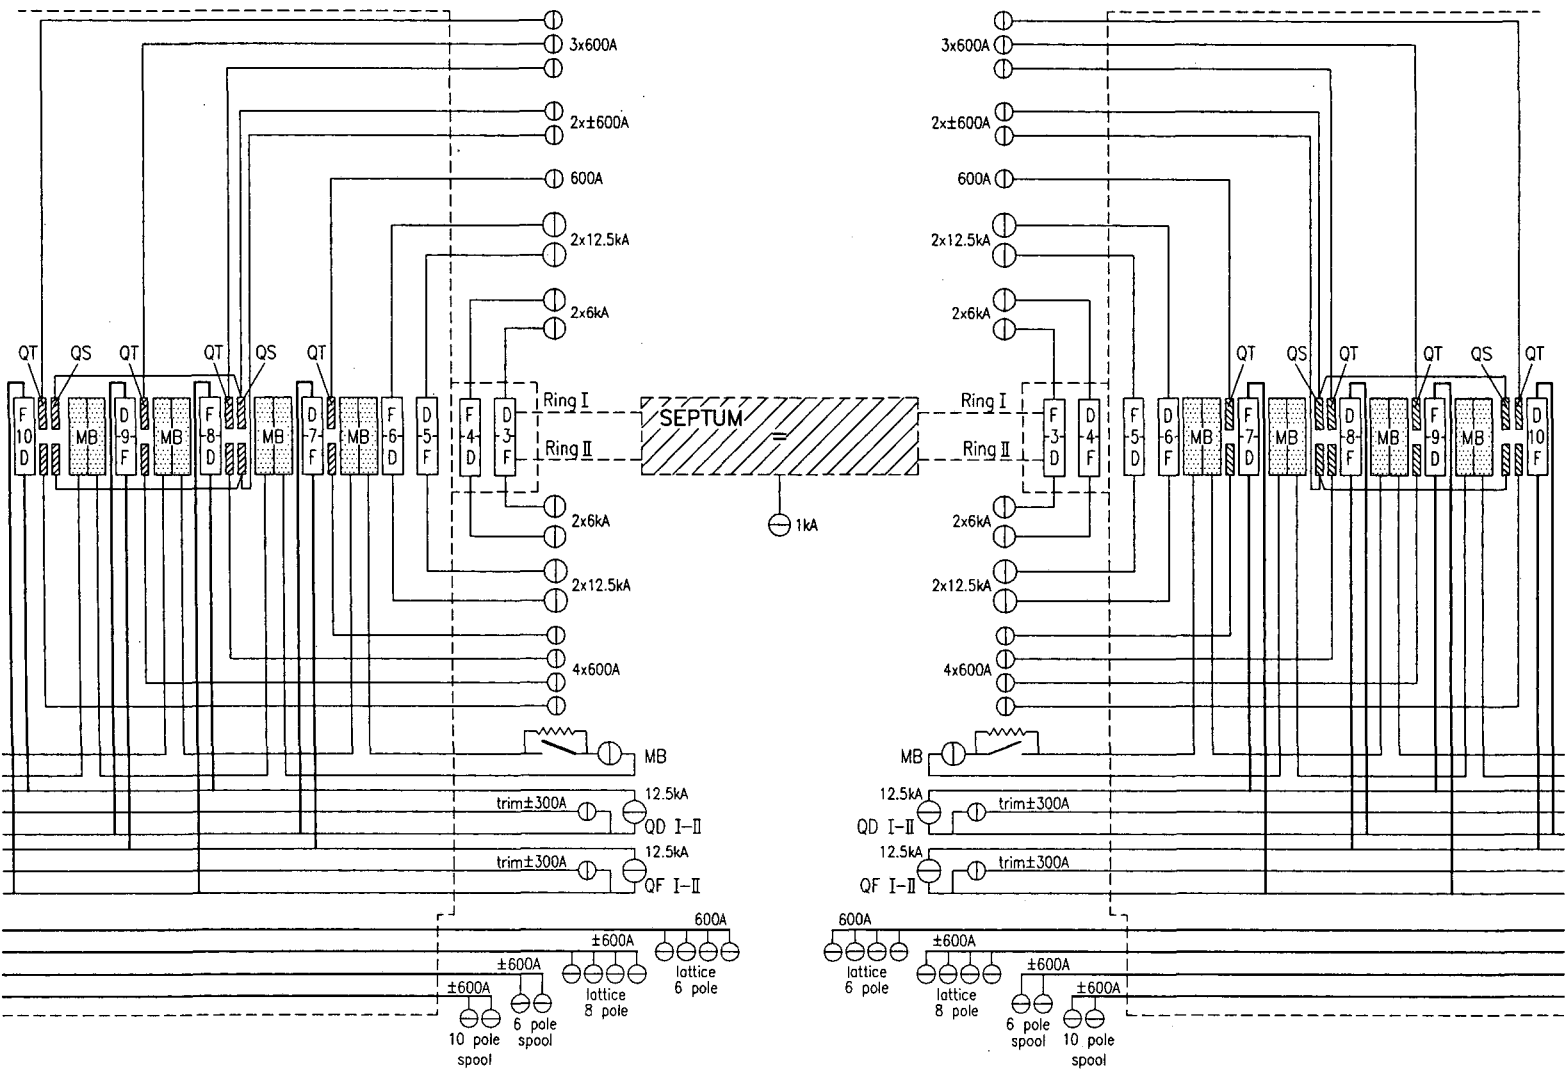 3x600A 3x600A
2x±600A 2x±600A
600A 600A
2x12.5kA 2x12.5kA
2x6kA 2x6kA
QT QS QT QT QS QT QT QS QT QT QS QT
F 10 D MB D -9- F MB F -8- D MB D -7- F MB F -6- D D -5- F F -4- D D -3- F
Ring I
Ring II
SEPTUM
=
Ring I
Ring II
F -3- D D -4- F F -5- D D -6- F MB F -7- D MB D -8- F MB F -9- D MB D 10 F
1kA
2x6kA 2x6kA
2x12.5kA 2x12.5kA
4x600A 4x600A
MB MB
12.5kA 12.5kA
trim±300A trim±300A
QD I-II QD I-II
12.5kA 12.5kA
trim±300A trim±300A
QF I-II QF I-II
600A 600A
±600A ±600A
lattice 6 pole lattice 6 pole
±600A ±600A
lattice 8 pole lattice 8 pole
±600A ±600A
6 pole spool 6 pole spool
10 pole spool 10 pole spool